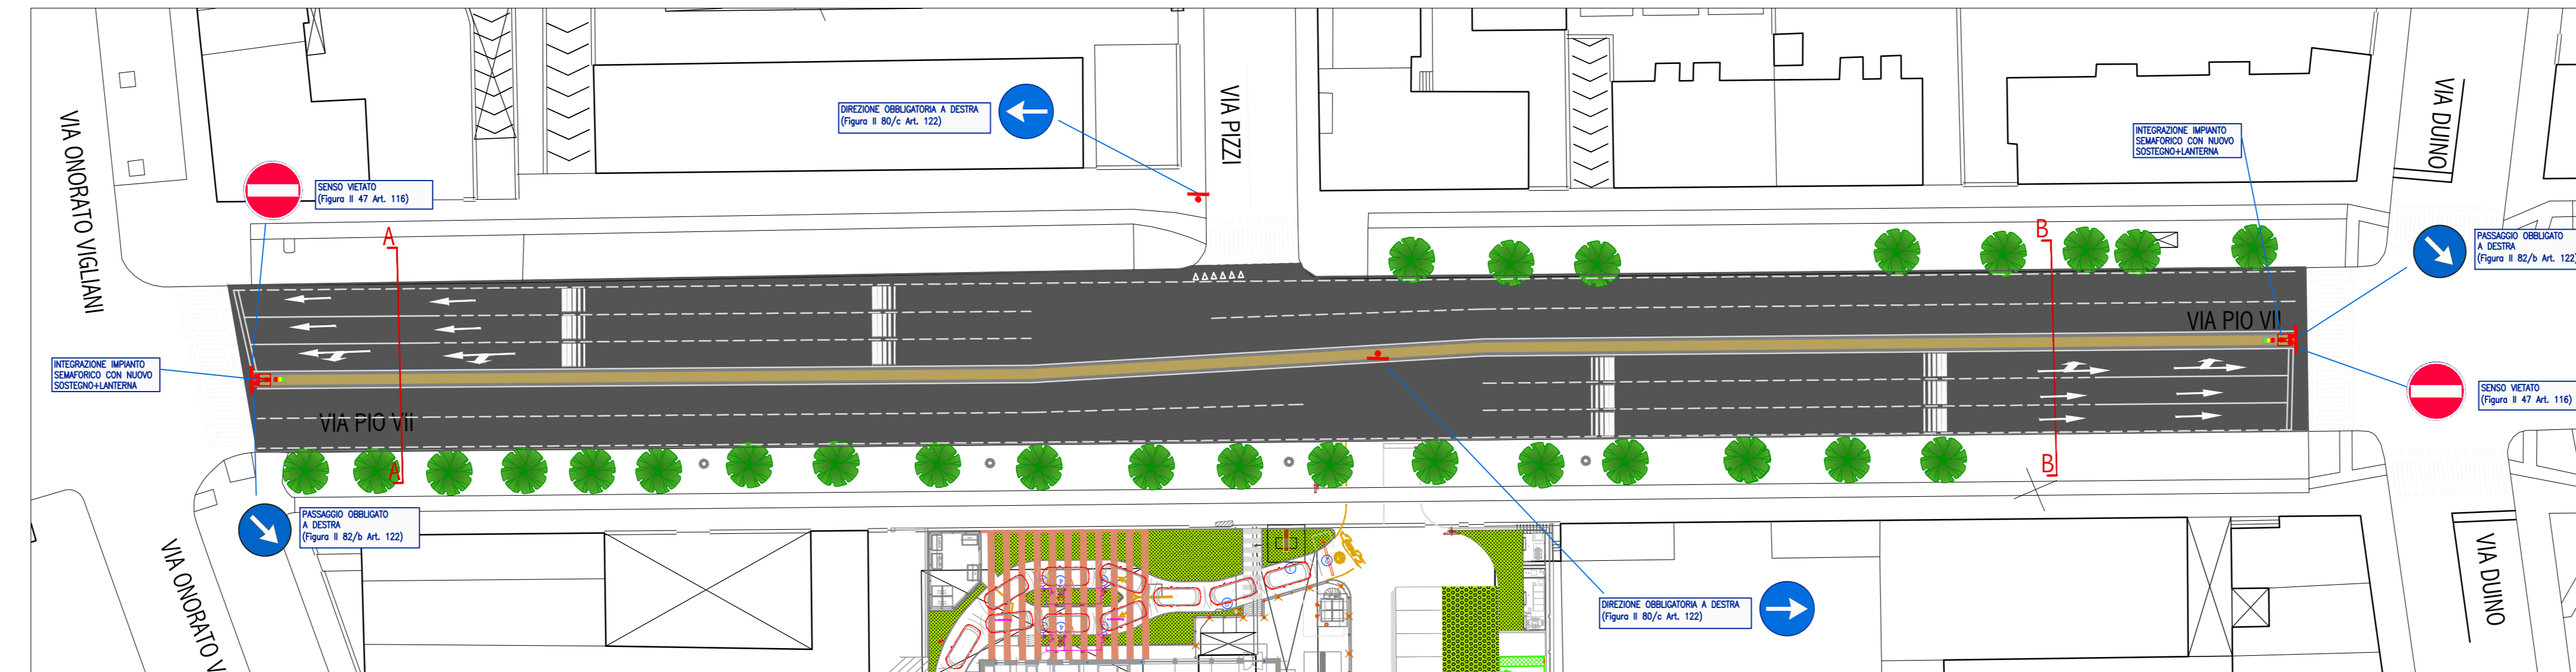 VIA ONORATO VIGLIANI
SENSO VIETATO
(Figura II 47 Art. 116)
A
DIREZIONE OBBLIGATORIA A DESTRA
(Figura II 80/c Art. 122)
VIA PIZZI
INTEGRAZIONE IMPIANTO
SEMAFORICO CON NUOVO
SOSTEGNO+LANTERNA
VIA DUINO
B
PASSAGGIO OBBLIGATO
A DESTRA
(Figura II 82/b Art. 122)
VIA PIO VII
INTEGRAZIONE IMPIANTO
SEMAFORICO CON NUOVO
SOSTEGNO+LANTERNA
SENSO VIETATO
(Figura II 47 Art. 116)
VIA PIO VII
A
B
PASSAGGIO OBBLIGATO
A DESTRA
(Figura II 82/b Art. 122)
VIA ONORATO V
DIREZIONE OBBLIGATORIA A DESTRA
(Figura II 80/c Art. 122)
VIA DUINO